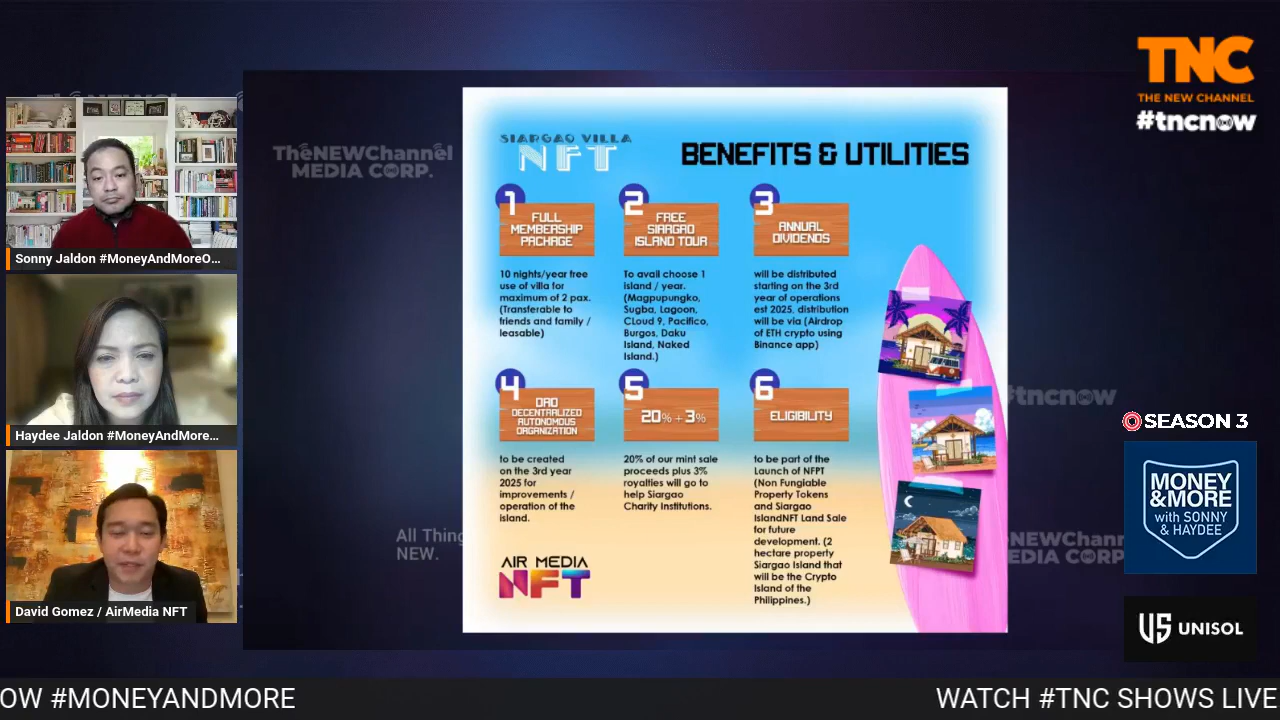 TNC
THE NEW CHANNEL
#tncnow
TheNEWChannel
MEDIA CORP.
SIARGAO VILLA
NFT
BENEFITS & UTILITIES
1
FULL
MEMBERSHIP
PACKAGE
10 nights/year free
use of villa for
maximum of 2 pax.
(Transferable to
friends and family /
leasable)
2
FREE
SIARGAO
ISLAND TOUR
To avail choose 1
island / year.
(Magpupungko,
Sugba, Lagoon,
CLoud 9, Pacifico,
Burgos, Daku
Island, Naked
Island.)
3
ANNUAL
DIVIDENDS
will be distributed
starting on the 3rd
year of operations
est 2025, distribution
will be via (Airdrop
of ETH crypto using
Binance app)
4
DAO
DECENTRALIZED
AUTONOMOUS
ORGANIZATION
to be created
on the 3rd year
2025 for
improvements /
operation of the
island.
5
20% + 3%
20% of our mint sale
proceeds plus 3%
royalties will go to
help Siargao
Charity Institutions.
6
ELIGIBILITY
to be part of the
Launch of NFPT
(Non Fungiable
Property Tokens
and Siargao
IslandNFT Land Sale
for future
development. (2
hectare property
Siargao Island that
will be the Crypto
Island of the
Philippines.)
AIR MEDIA
NFT
Sonny Jaldon #MoneyAndMoreO...
Haydee Jaldon #MoneyAndMore...
David Gomez / AirMedia NFT
All Thing
NEW.
#tncnow
NEWChann
EDIA CORP
SEASON 3
MONEY
&MORE
with SONNY
& HAYDEE
US UNISOL
OW #MONEYANDMORE
WATCH #TNC SHOWS LIVE